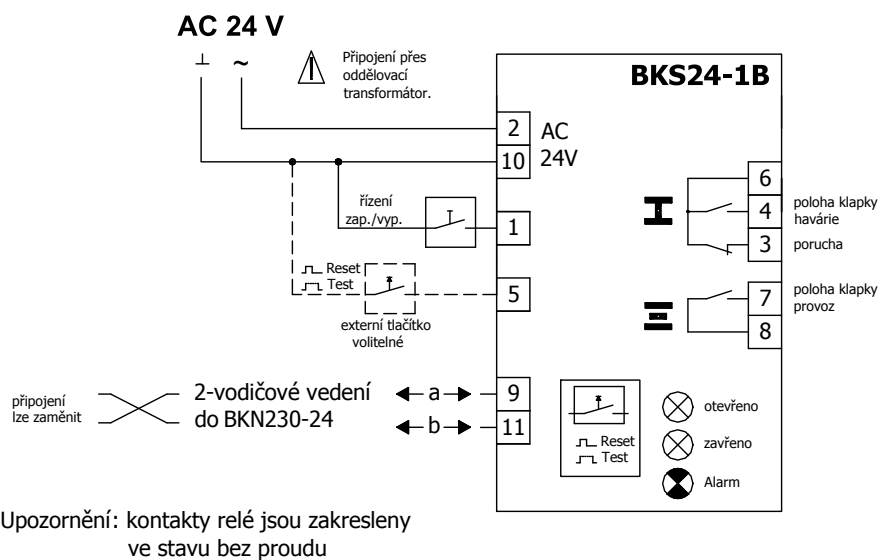 AC 24 V
⊥ ~
Připojení přes
oddělovací
transformátor.
BKS24-1B
2
10
AC
24V
řízení
zap./vyp.
1
Reset
Test
5
externí tlačítko
volitelné
6
4
3
poloha klapky
havárie
porucha
7
8
poloha klapky
provoz
připojení
lze zaměnit
2-vodičové vedení
do BKN230-24
a
b
9
11
Reset
Test
otevřeno
zavřeno
Alarm
Upozornění: kontakty relé jsou zakresleny
ve stavu bez proudu